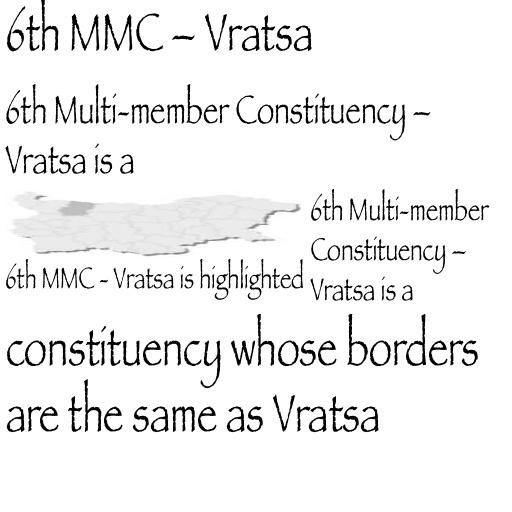 6th MMC – Vratsa
6th Multi-member Constituency –
Vratsa is a
6th Multi-member
Constituency –
Vratsa is a
6th MMC - Vratsa is highlighted
constituency whose borders
are the same as Vratsa